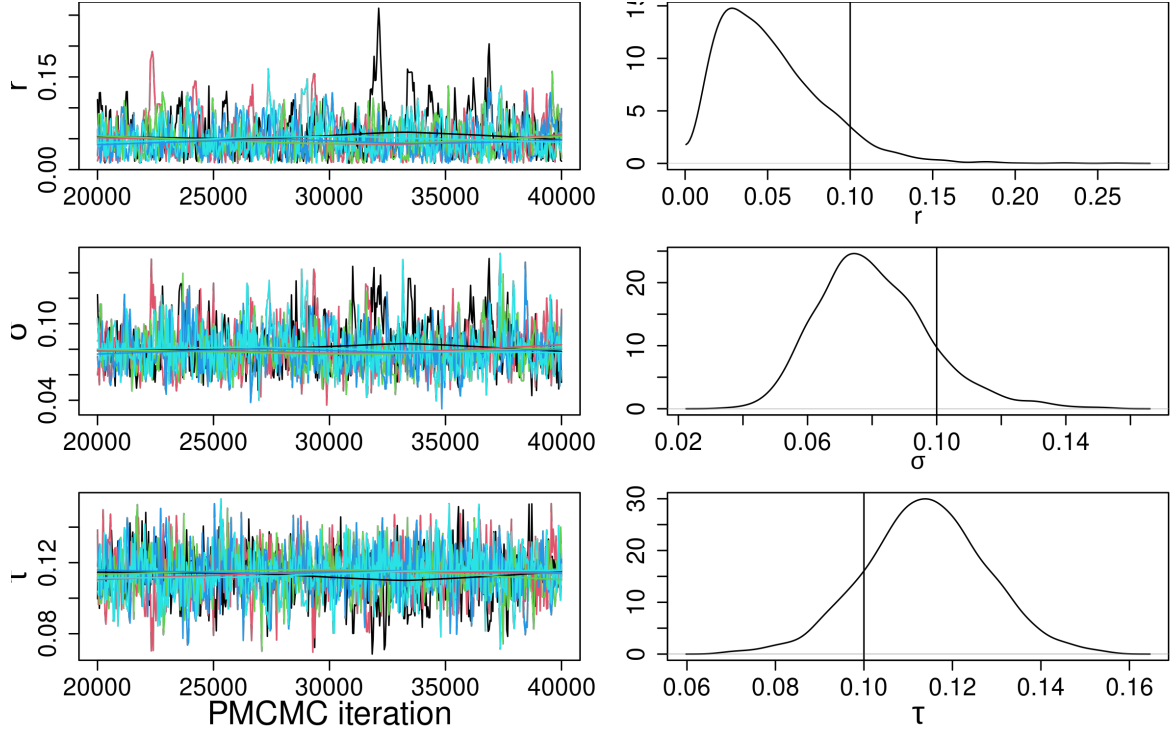 r
0.00 0.15
20000 25000 30000 35000 40000
0 5 10 15
0.00 0.05 0.10 0.15 0.20 0.25
r
σ
0.04 0.10
20000 25000 30000 35000 40000
0 10 20
0.02 0.06 0.10 0.14
σ
0.08 0.12
20000 25000 30000 35000 40000
PMCMC iteration
0 10 20 30
0.06 0.08 0.10 0.12 0.14 0.16
τ